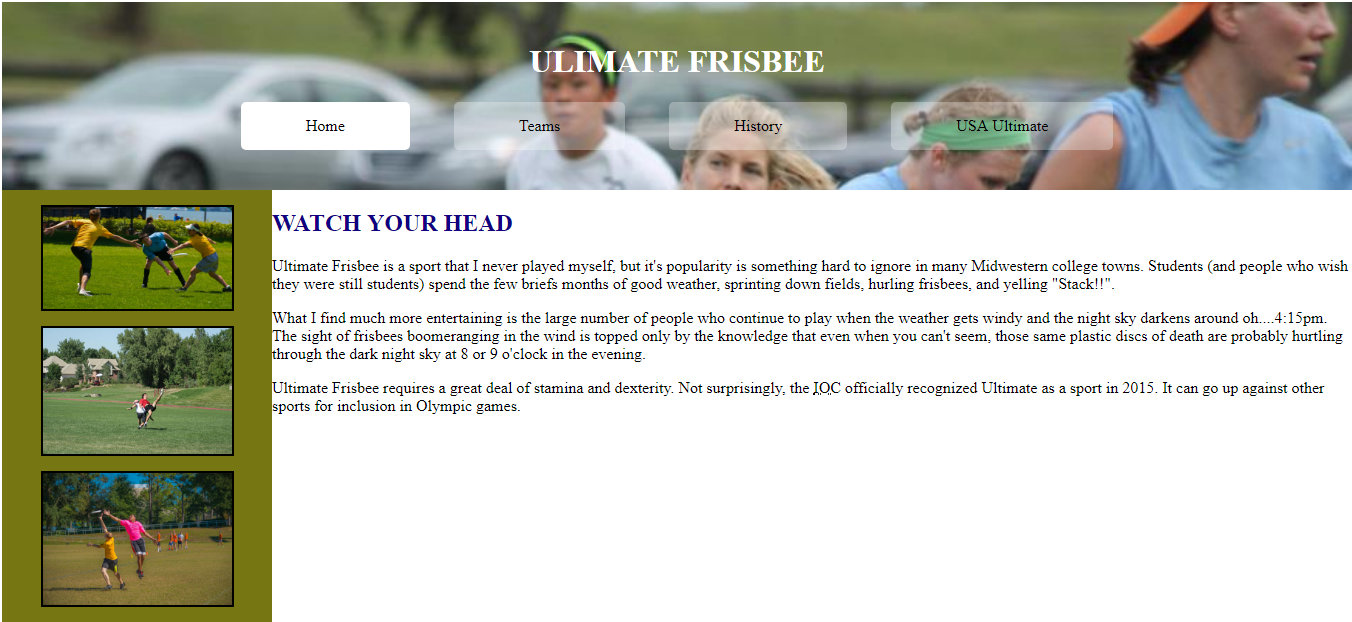 ULIMATE FRISBEE
Home
Teams
History
USA Ultimate
WATCH YOUR HEAD
Ultimate Frisbee is a sport that I never played myself, but it's popularity is something hard to ignore in many Midwestern college towns. Students (and people who wish
they were still students) spend the few briefs months of good weather, sprinting down fields, hurling frisbees, and yelling "Stack!!".
What I find much more entertaining is the large number of people who continue to play when the weather gets windy and the night sky darkens around oh....4:15pm.
The sight of frisbees boomeranging in the wind is topped only by the knowledge that even when you can't seem, those same plastic discs of death are probably hurtling
through the dark night sky at 8 or 9 o'clock in the evening.
Ultimate Frisbee requires a great deal of stamina and dexterity. Not surprisingly, the IOC officially recognized Ultimate as a sport in 2015. It can go up against other
sports for inclusion in Olympic games.